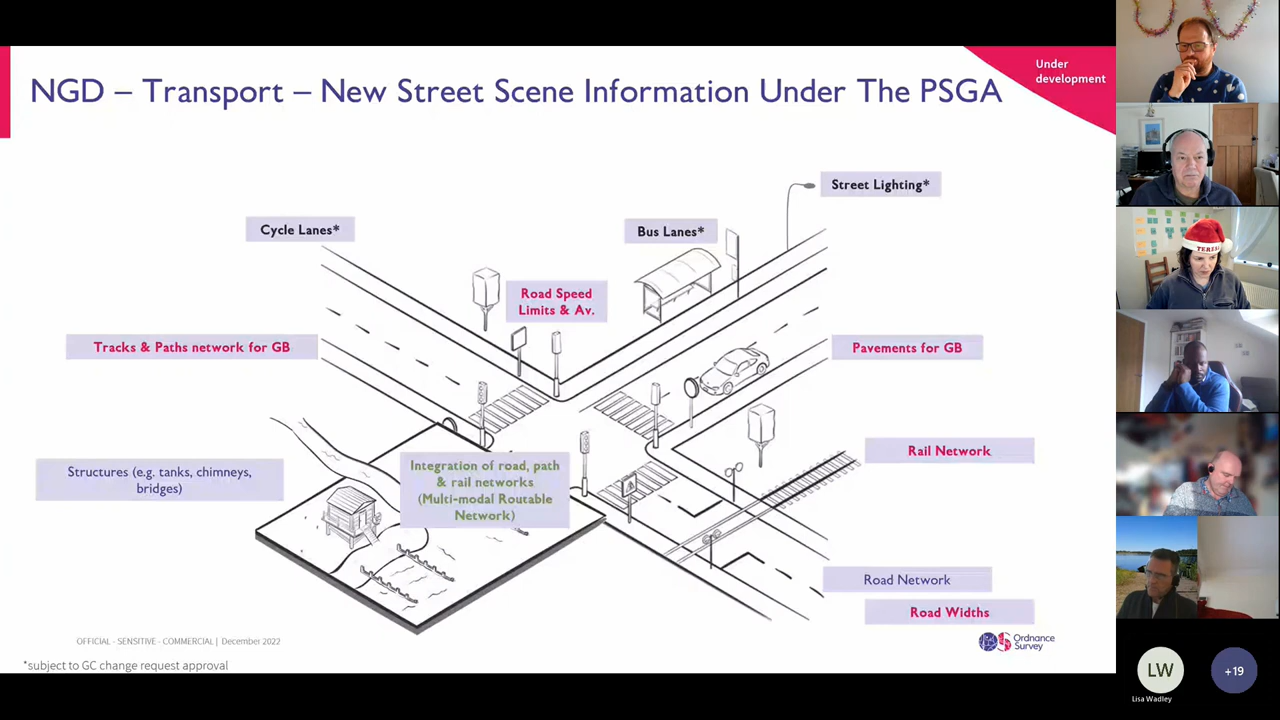 NGD – Transport – New Street Scene Information Under The PSGA
Under
development
Street Lighting*
Cycle Lanes*
Bus Lanes*
Road Speed
Limits & Av.
Tracks & Paths network for GB
Pavements for GB
Structures (e.g. tanks, chimneys,
bridges)
Integration of road, path
& rail networks
(Multi-modal Routable
Network)
Rail Network
Road Network
Road Widths
OFFICIAL - SENSITIVE - COMMERCIAL | December 2022
Ordnance
Survey
*subject to GC change request approval
LW
Lisa Wadley
+19